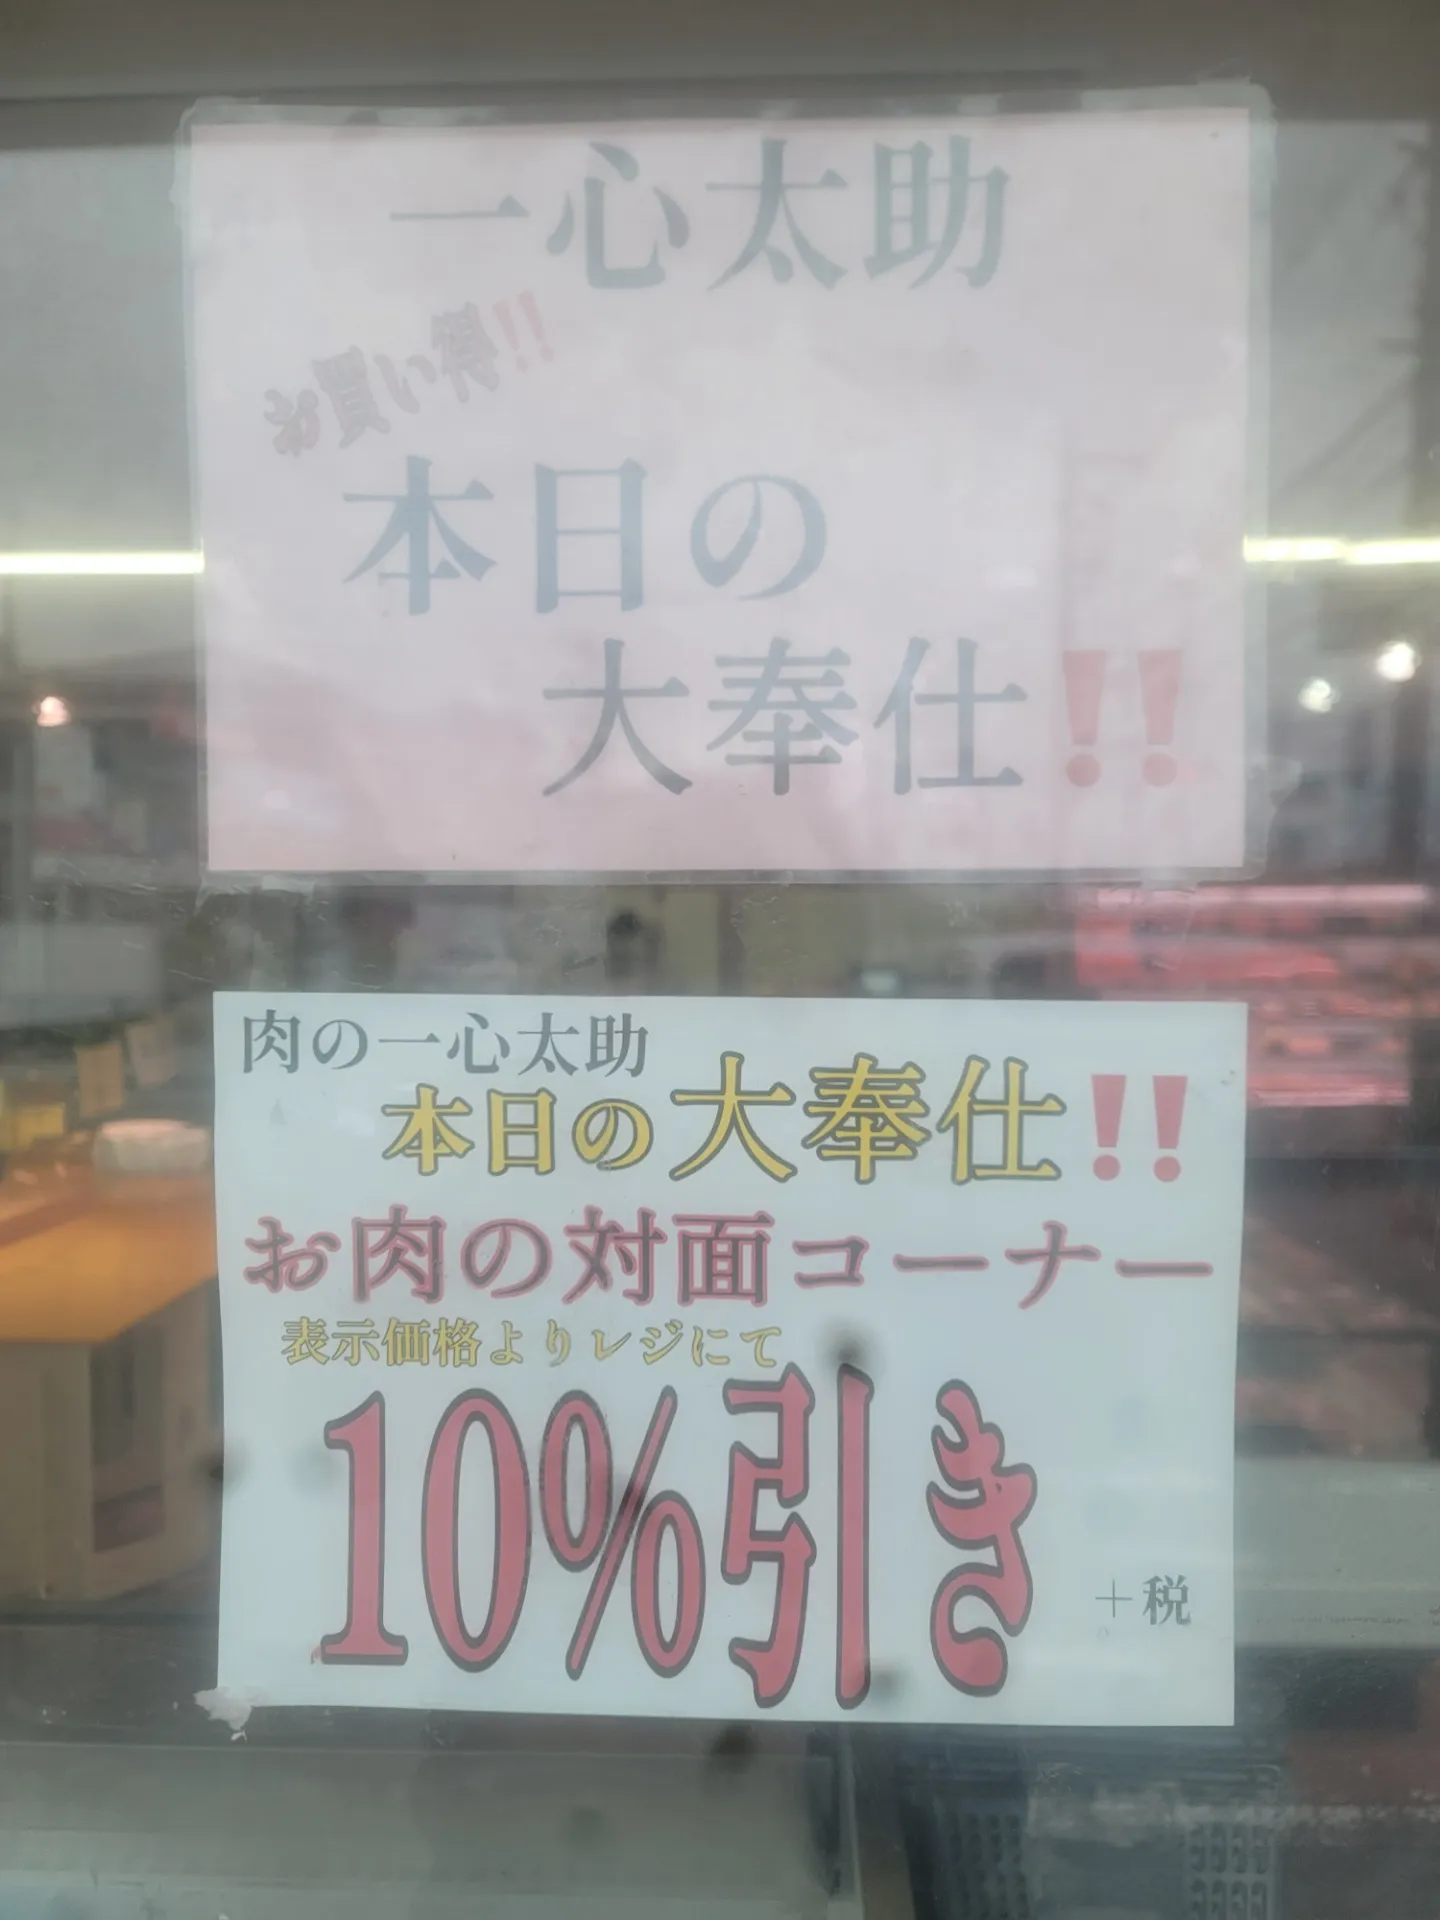 一心太助
お買い得!!
本日の
大奉仕!!
肉の一心太助
本日の大奉仕!!
お肉の対面コーナー
表示価格よりレジにて
10%引き
+税